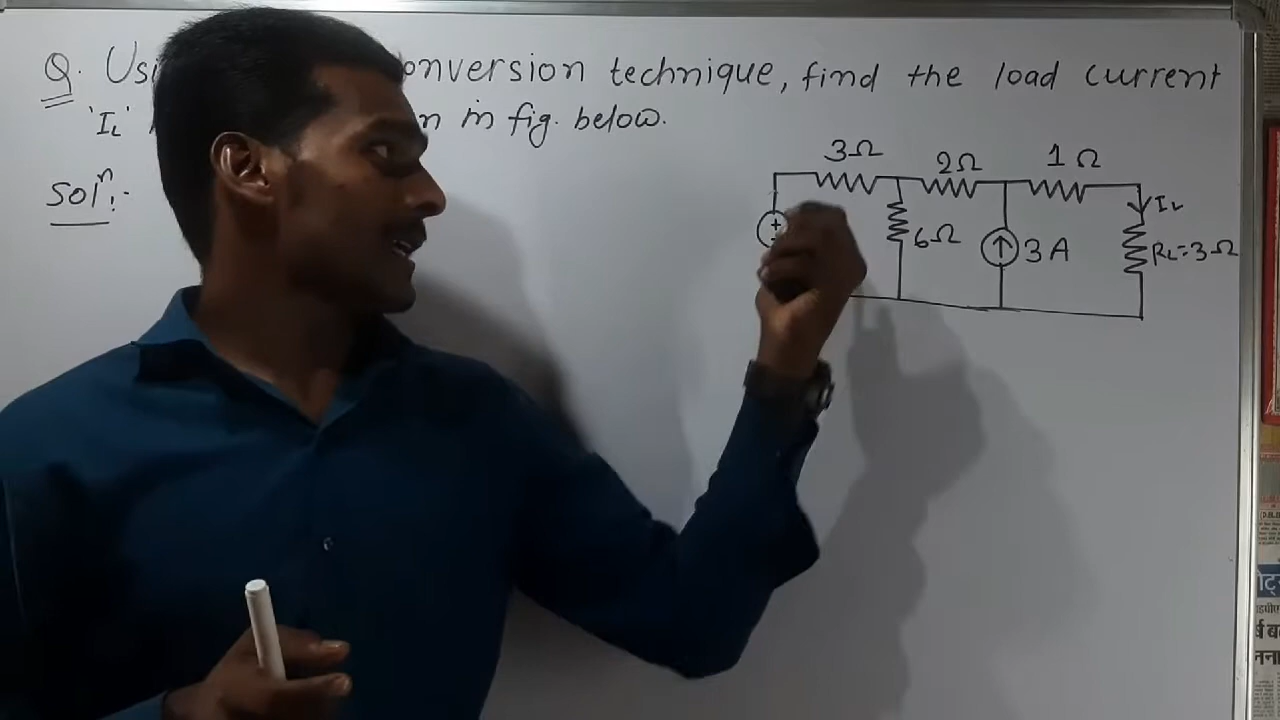 Q. Usi onversion technique, find the load current
'IL' n in fig. below.
Solⁿ:-
3Ω 2Ω 1Ω
+ 6Ω 3A IL RL=3Ω